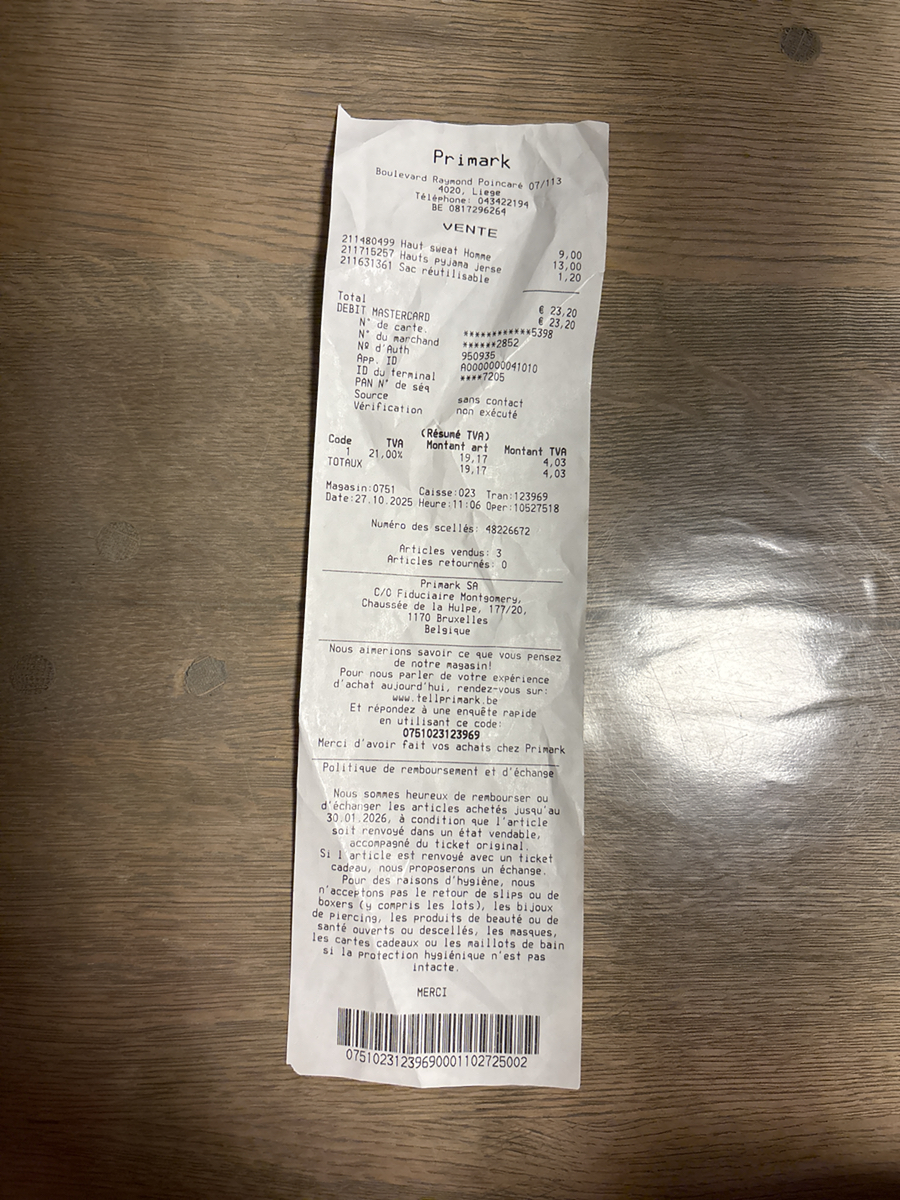 Primark
Boulevard Raymond Poincaré 07/113
4020, Liege
Téléphone: 043422194
BE 0817296264
VENTE
211480499 Haut sweat Homme 9,00
211715257 Hauts pyjama jerse 13,00
211631361 Sac réutilisable 1,20
Total € 23,20
DEBIT MASTERCARD € 23,20
N° de carte. ************5398
N° du marchand ******2852
Nº d'Auth 950935
App. ID A0000000041010
ID du terminal ****7205
PAN N° de séq
Source sans contact
Vérification non exécuté
(Résumé TVA)
Code TVA Montant art Montant TVA
1 21,00% 19,17 4,03
TOTAUX 19,17 4,03
Magasin:0751 Caisse:023 Tran:123969
Date:27.10.2025 Heure:11:06 Oper:10527518
Numéro des scellés: 48226672
Articles vendus: 3
Articles retournés: 0
Primark SA
C/O Fiduciaire Montgomery,
Chaussée de la Hulpe, 177/20,
1170 Bruxelles
Belgique
Nous aimerions savoir ce que vous pensez
de notre magasin!
Pour nous parler de votre expérience
d'achat aujourd'hui, rendez-vous sur:
www.tellprimark.be
Et répondez à une enquête rapide
en utilisant ce code:
0751023123969
Merci d'avoir fait vos achats chez Primark
Politique de remboursement et d'échange
Nous sommes heureux de rembourser ou
d'échanger les articles achetés jusqu'au
30.01.2026, à condition que l'article
soit renvoyé dans un état vendable,
accompagné du ticket original.
Si l'article est renvoyé avec un ticket
cadeau, nous proposerons un échange.
Pour des raisons d'hygiène, nous
n'acceptons pas le retour de slips ou de
boxers (y compris les lots), les bijoux
de piercing, les produits de beauté ou de
santé ouverts ou descellés, les masques,
les cartes cadeaux ou les maillots de bain
si la protection hygiénique n'est pas
intacte.
MERCI
07510231239690001102725002